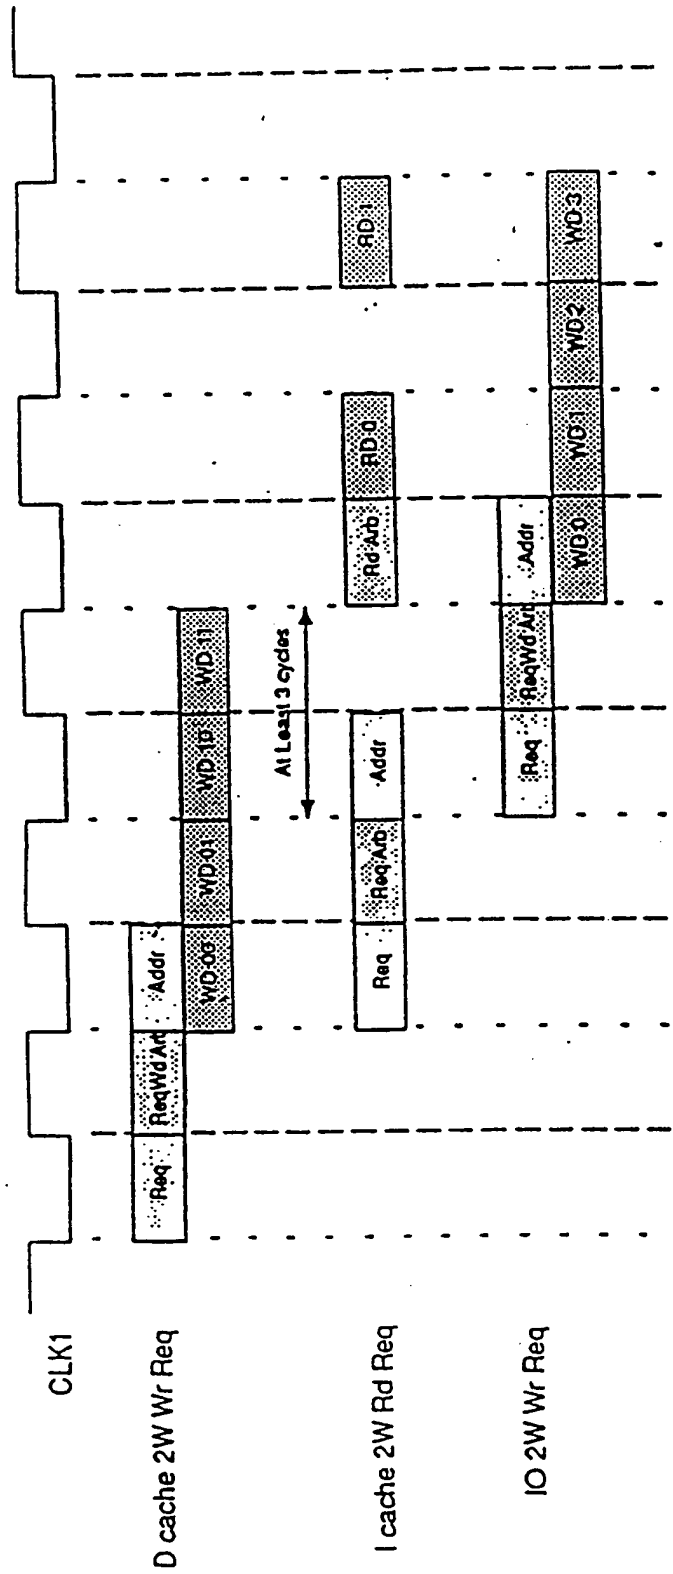 CLK1
D cache 2W Wr Req
Req
ReqWd Arb
Addr
WD 00
WD 01
WD 10
WD 11
At Least 3 cycles
I cache 2W Rd Req
Req
Req Arb
Addr
Rd Arb
RD 0
RD 1
IO 2W Wr Req
Req
ReqWd Arb
Addr
WD 0
WD 1
WD 2
WD 3